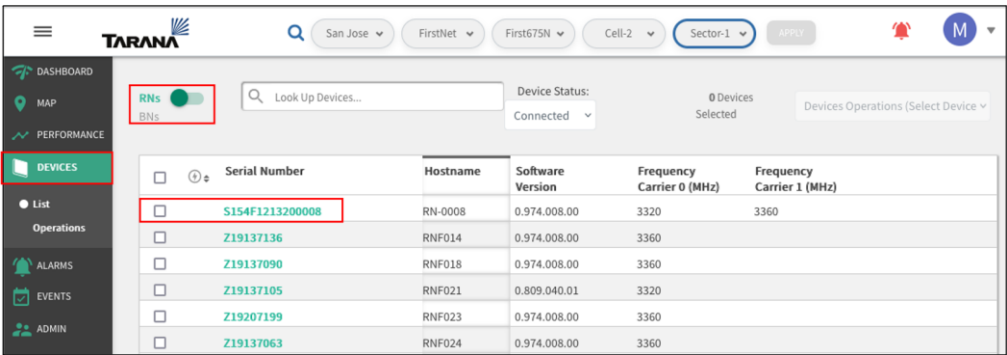 TARANA
San Jose
FirstNet
First675N
Cell-2
Sector-1
APPLY
M
DASHBOARD
MAP
PERFORMANCE
DEVICES
List
Operations
ALARMS
EVENTS
ADMIN
RNs
BNs
Look Up Devices...
Device Status:
Connected
0 Devices
Selected
Devices Operations (Select Device
Serial Number Hostname Software Version Frequency Carrier 0 (MHz) Frequency Carrier 1 (MHz)
S154F1213200008 RN-0008 0.974.008.00 3320 3360
Z19137136 RNF014 0.974.008.00 3360
Z19137090 RNF018 0.974.008.00 3360
Z19137105 RNF021 0.809.040.01 3320
Z19207199 RNF023 0.974.008.00 3360
Z19137063 RNF024 0.974.008.00 3360